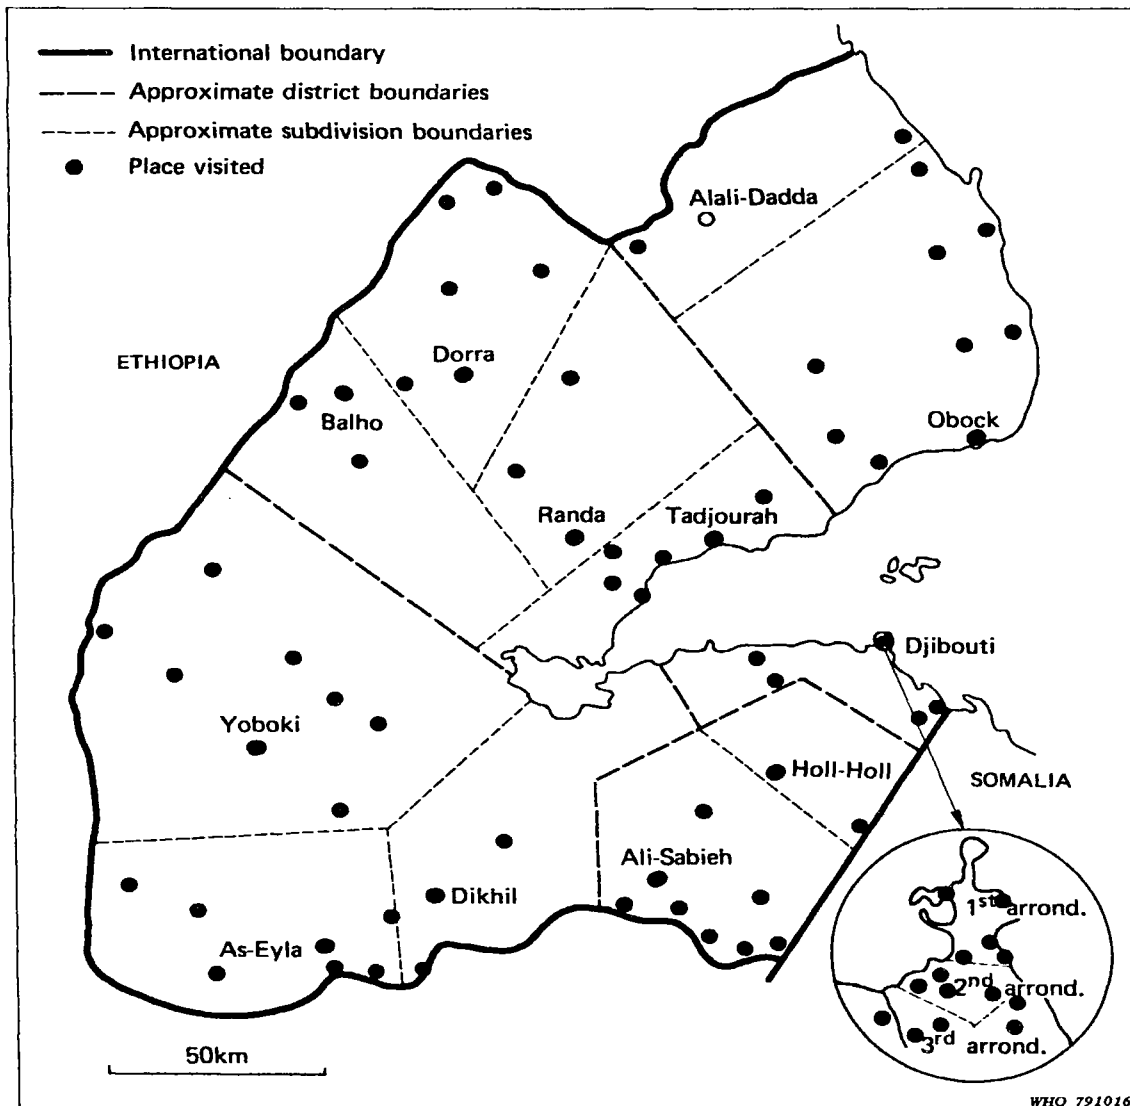 International boundary
Approximate district boundaries
Approximate subdivision boundaries
Place visited
Alali-Dadda
ETHIOPIA
Dorra
Balho
Obock
Randa
Tadjourah
Djibouti
Yoboki
Holl-Holl
SOMALIA
Ali-Sabieh
Dikhil
1st arrond.
As-Eyla
2nd arrond.
3rd arrond.
50km
WHO 791016